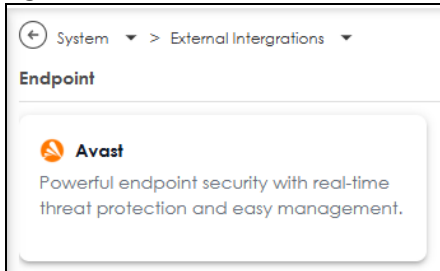 System > External Intergrations
Endpoint
Avast
Powerful endpoint security with real-time
threat protection and easy management.